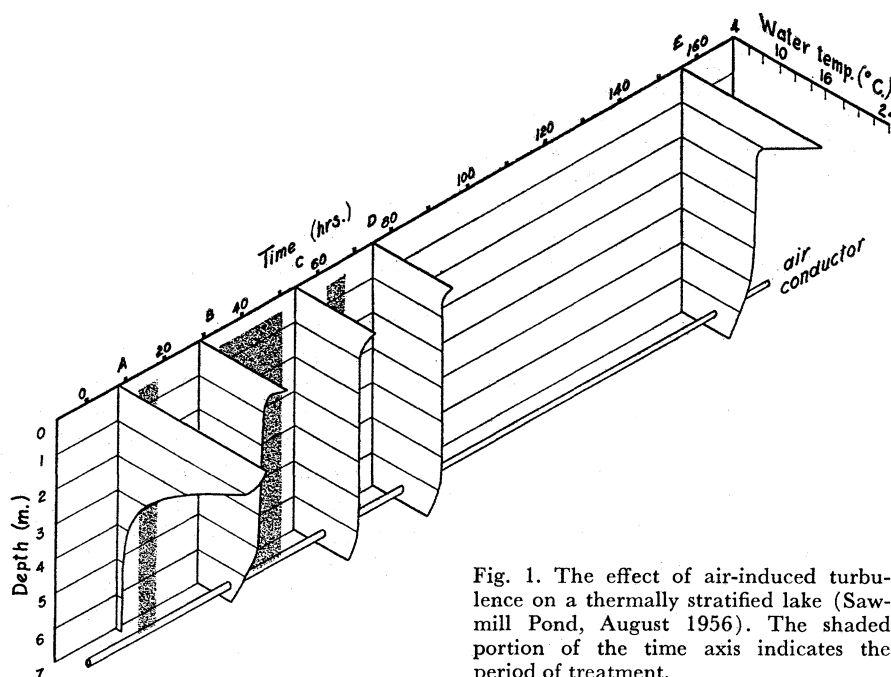 Water temp. (°C.)
10 16 24
A
E 160
140
120
100
D 80
Time (hrs.)
C 60
B 40
A 20
0
air
conductor
Depth (m.)
0
1
2
3
4
5
6
7
Fig. 1. The effect of air-induced turbu-
lence on a thermally stratified lake (Saw-
mill Pond, August 1956). The shaded
portion of the time axis indicates the
period of treatment.